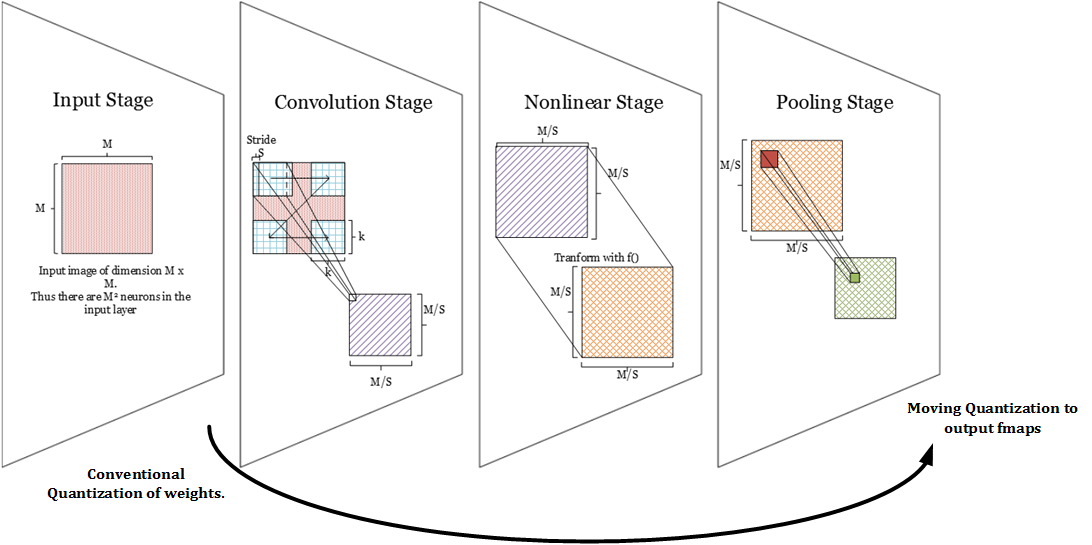 Input Stage
M
M
Input image of dimension M x
M.
Thus there are M² neurons in the
input layer
Convolution Stage
Stride
S
k
k
M/S
M/S
Nonlinear Stage
M/S
M/S
Tranform with f()
M/S
M/S
Pooling Stage
M/S
M/S
Conventional
Quantization of weights.
Moving Quantization to
output fmaps